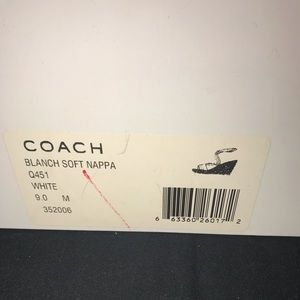 COACH
BLANCH SOFT NAPPA
Q451
WHITE
9.0 M
352006
6 63360 26017 2